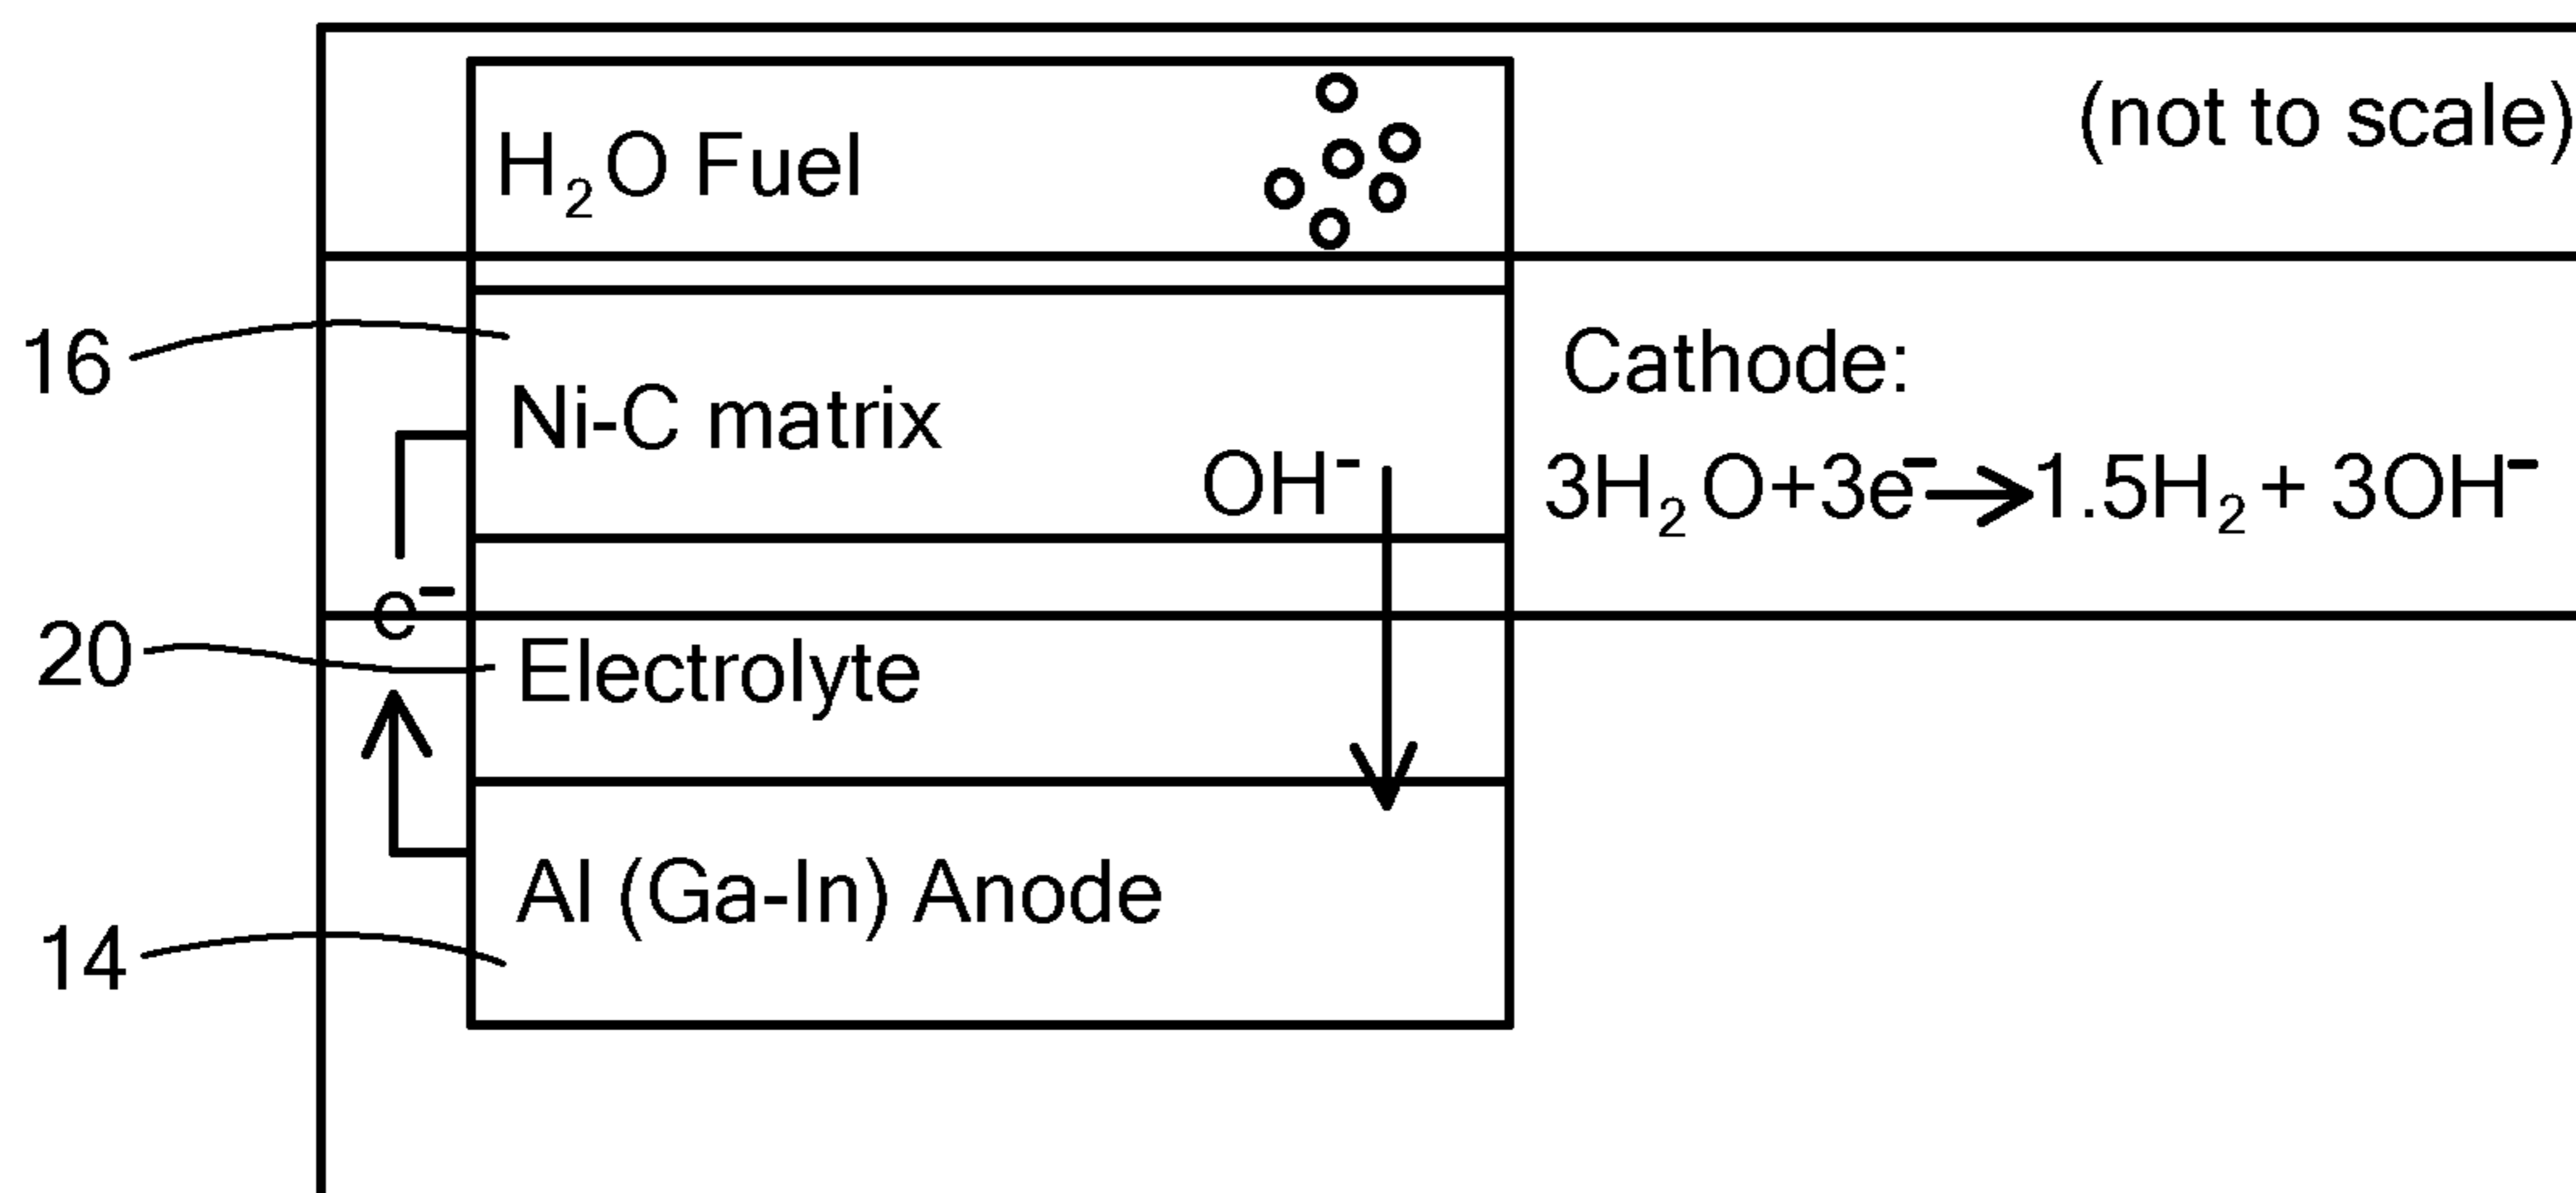 (not to scale)
H₂O Fuel
16
Ni-C matrix
OH⁻
Cathode:
3H₂O+3e⁻→1.5H₂+ 3OH⁻
e⁻
20
Electrolyte
Al (Ga-In) Anode
14